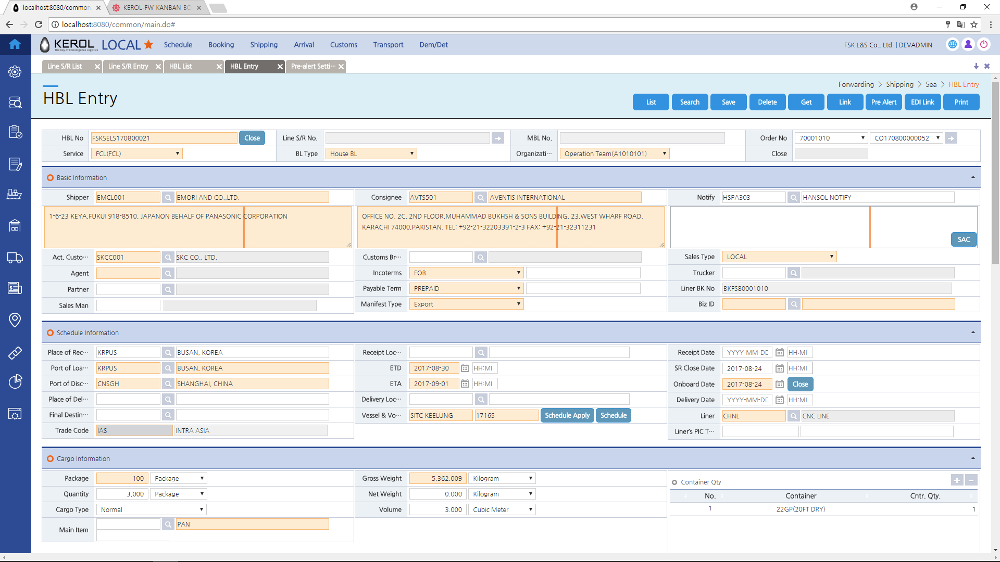 localhost:8080/common
KEROL-FW KANBAN BO
localhost:8080/common/main.do#
KEROL
The Key of Convergence Logistics
LOCAL
Schedule Booking Shipping Arrival Customs Transport Dem/Det
FSK L&S Co., Ltd. | DEVADMIN
Line S/R List Line S/R Entry HBL List HBL Entry Pre-alert Setti···
Forwarding > Shipping > Sea > HBL Entry
HBL Entry
List Search Save Delete Get Link Pre Alert EDI Link Print
HBL No FSKSELS170800021 Close Line S/R No. MBL No. Order No 70001010 CO170800000052
Service FCL(FCL) BL Type House BL Organizati··· Operation Team(A1010101) Close
Basic Information
Shipper EMCL001 EMORI AND CO.,LTD. Consignee AVTS501 AVENTIS INTERNATIONAL Notify HSPA303 HANSOL NOTIFY
1-6-23 KEYA,FUKUI 918-8510, JAPANON BEHALF OF PANASONIC CORPORATION
OFFICE NO. 2C, 2ND FLOOR,MUHAMMAD BUKHSH & SONS BUILDING, 23,WEST WHARF ROAD.
KARACHI 74000,PAKISTAN. TEL: +92-21-32203391-2-3 FAX: +92-21-32311231
SAC
Act. Custo··· SKCC001 SKC CO., LTD. Customs Br··· Sales Type LOCAL
Agent Incoterms FOB Trucker
Partner Payable Term PREPAID Liner BK No BKFS80001010
Sales Man Manifest Type Export Biz ID
Schedule Information
Place of Rec··· KRPUS BUSAN, KOREA Receipt Loc··· Receipt Date YYYY-MM-DD HH:MI
Port of Loa··· KRPUS BUSAN, KOREA ETD 2017-08-30 HH:MI SR Close Date 2017-08-24 HH:MI
Port of Disc··· CNSGH SHANGHAI, CHINA ETA 2017-09-01 HH:MI Onboard Date 2017-08-24 Close
Place of Del··· Delivery Loc··· Delivery Date YYYY-MM-DD HH:MI
Final Destin··· Vessel & Vo··· SITC KEELUNG 1716S Schedule Apply Schedule Liner CHNL CNC LINE
Trade Code IAS INTRA ASIA Liner's PIC T···
Cargo Information
Package 100 Package Gross Weight 5,362.009 Kilogram Container Qty
Quantity 3,000 Package Net Weight 0.000 Kilogram No. Container Cntr. Qty.
Cargo Type Normal Volume 3.000 Cubic Meter 1 22GP(20FT DRY) 1
Main Item PAN